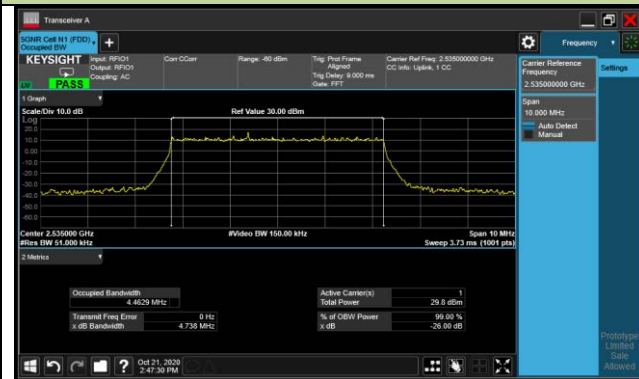 Transceiver A
5GNR Cell N1 (FDD)
Occupied BW
Frequency
KEYSIGHT
PASS
Input: RFIO1
Output: RFIO1
Coupling: AC
Corr CCorr
Range: -60 dBm
Trig: Prot Frame
Aligned
Trig Delay: 9.000 ms
Gate: FFT
Carrier Ref Freq: 2.535000000 GHz
CC Info: Uplink, 1 CC
Carrier Reference
Frequency
2.535000000 GHz
Settings
Span
10.000 MHz
Auto Detect
Manual
1 Graph
Scale/Div 10.0 dB
Ref Value 30.00 dBm
Log
20.0
10.0
0.00
-10.0
-20.0
-30.0
-40.0
-50.0
-60.0
Center 2.535000 GHz
#Video BW 150.00 kHz
Span 10 MHz
#Res BW 51.000 kHz
Sweep 3.73 ms (1001 pts)
2 Metrics
Occupied Bandwidth
4.4629 MHz
Active Carrier(s) 1
Total Power 29.8 dBm
Transmit Freq Error 0 Hz
x dB Bandwidth 4.738 MHz
% of OBW Power 99.00 %
x dB -26.00 dB
Oct 21, 2020
2:47:30 PM
Prototype
Limited
Sale
Allowed